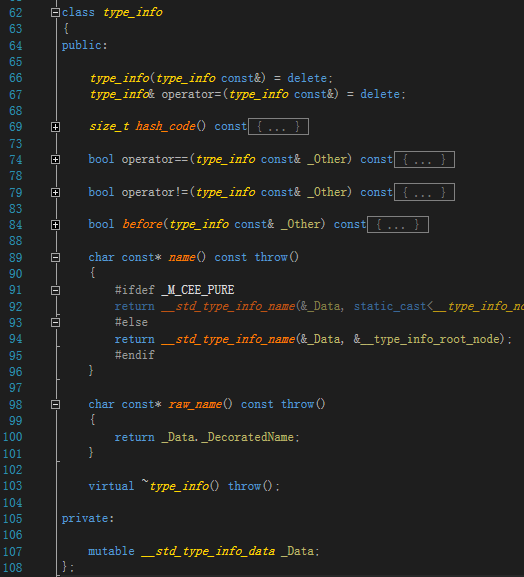 62 class type_info
63 {
64 public:
65
66 type_info(type_info const&) = delete;
67 type_info& operator=(type_info const&) = delete;
68
69 size_t hash_code() const{ ... }
73
74 bool operator==(type_info const& _Other) const{ ... }
78
79 bool operator!=(type_info const& _Other) const{ ... }
83
84 bool before(type_info const& _Other) const{ ... }
88
89 char const* name() const throw()
90 {
91 #ifdef _M_CEE_PURE
92 return __std_type_info_name(&_Data, static_cast<__type_info_no
93 #else
94 return __std_type_info_name(&_Data, &__type_info_root_node);
95 #endif
96 }
97
98 char const* raw_name() const throw()
99 {
100 return _Data._DecoratedName;
101 }
102
103 virtual ~type_info() throw();
104
105 private:
106
107 mutable __std_type_info_data _Data;
108 };